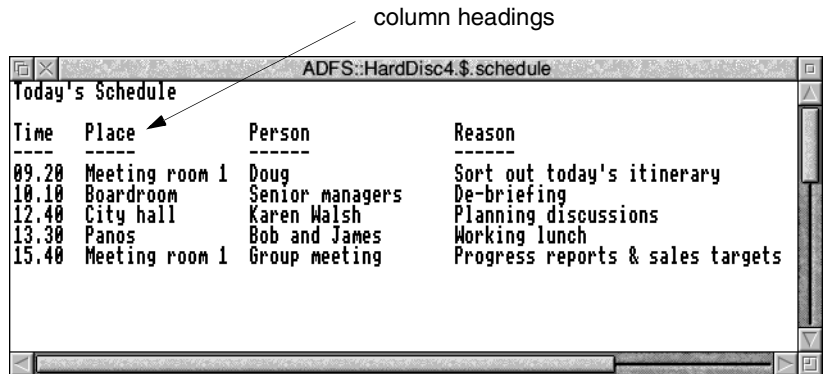 column headings
ADFS::HardDisc4.$.schedule
Today's Schedule
Time Place Person Reason
---- ----- ------ ------
09.20 Meeting room 1 Doug Sort out today's itinerary
10.10 Boardroom Senior managers De-briefing
12.40 City hall Karen Walsh Planning discussions
13.30 Panos Bob and James Working lunch
15.40 Meeting room 1 Group meeting Progress reports & sales targets